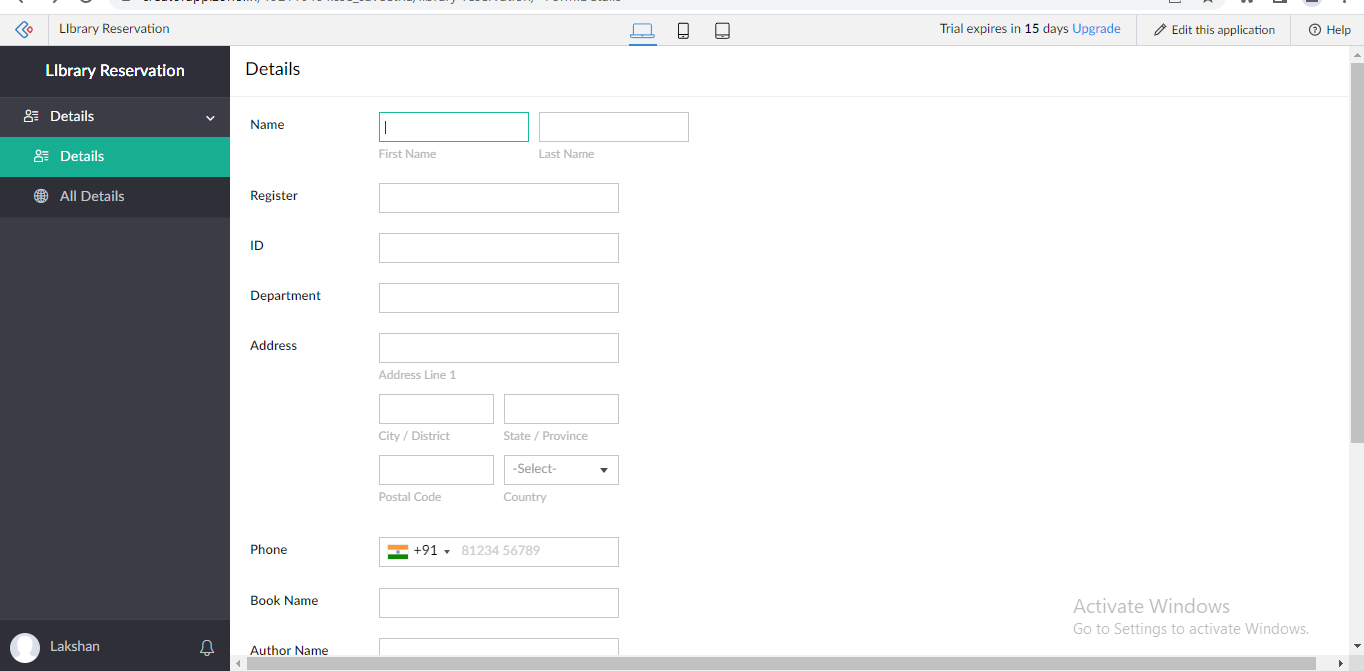 LIbrary Reservation
Trial expires in 15 days Upgrade
Edit this application
Help
LIbrary Reservation
Details
Details
All Details
Lakshan
Details
Name
First Name
Last Name
Register
ID
Department
Address
Address Line 1
City / District
State / Province
-Select-
Postal Code
Country
Phone
+91
81234 56789
Book Name
Author Name
Activate Windows
Go to Settings to activate Windows.